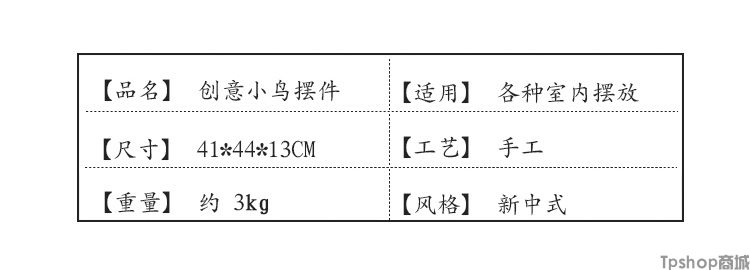 【品名】 创意小鸟摆件 【适用】 各种室内摆放
【尺寸】 41*44*13CM 【工艺】 手工
【重量】 约 3kg 【风格】 新中式
Tpshop商城